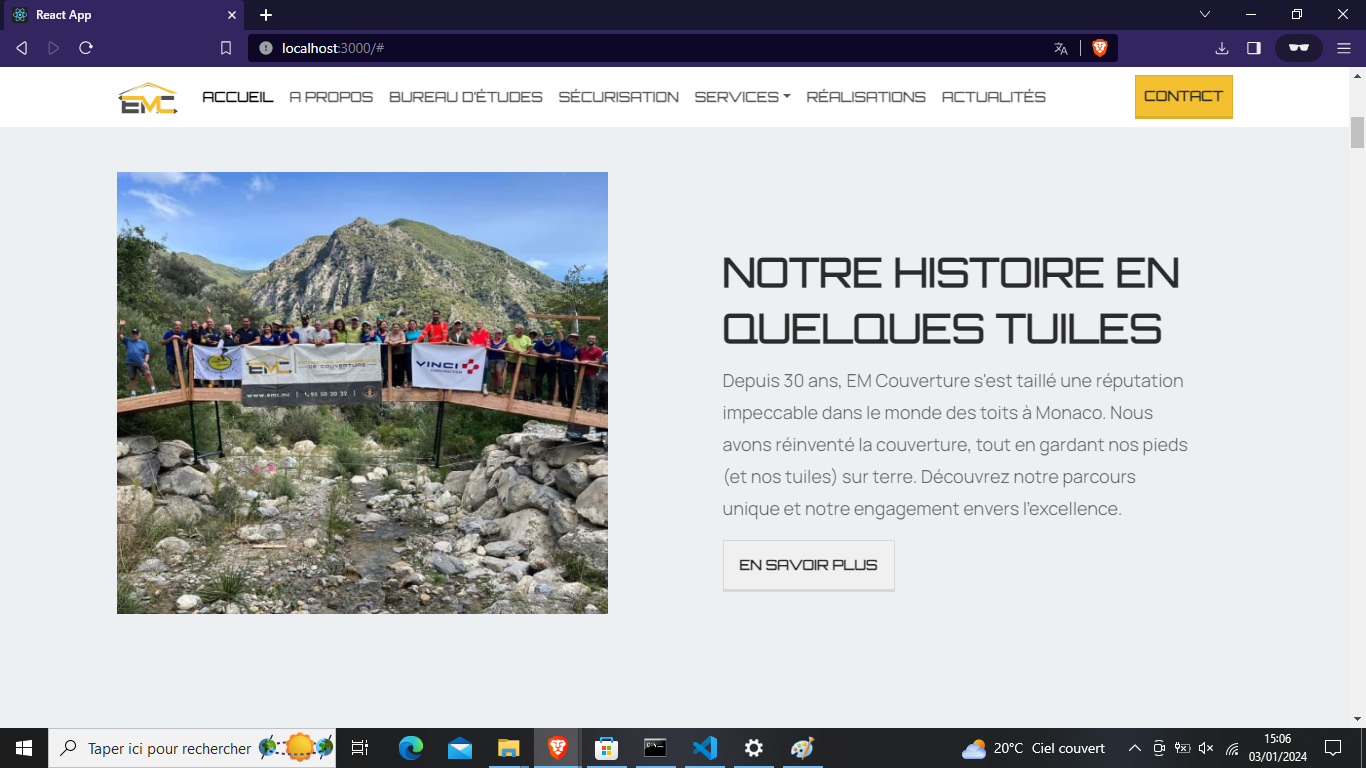 React App
localhost:3000/#
EMC
ACCUEIL
A PROPOS
BUREAU D'ÉTUDES
SÉCURISATION
SERVICES
RÉALISATIONS
ACTUALITÉS
CONTACT
EMC
DE COUVERTURE
www.emc.mc | 93 50 20 22
VINCI
CONSTRUCTION
NOTRE HISTOIRE EN
QUELQUES TUILES
Depuis 30 ans, EM Couverture s'est taillé une réputation
impeccable dans le monde des toits à Monaco. Nous
avons réinventé la couverture, tout en gardant nos pieds
(et nos tuiles) sur terre. Découvrez notre parcours
unique et notre engagement envers l'excellence.
EN SAVOIR PLUS
Taper ici pour rechercher
20°C Ciel couvert
15:06
03/01/2024